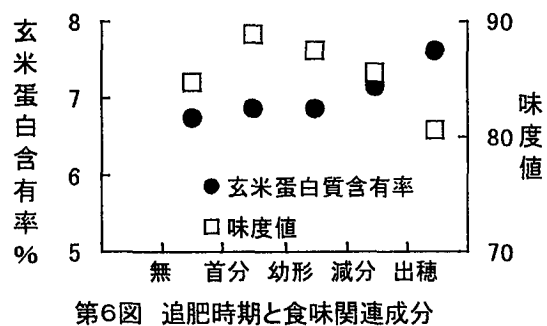 玄米蛋白含有率%
8
7
6
5
90
80
70
味度値
●玄米蛋白質含有率
□味度値
無 首分 幼形 減分 出穂
第6図 追肥時期と食味関連成分